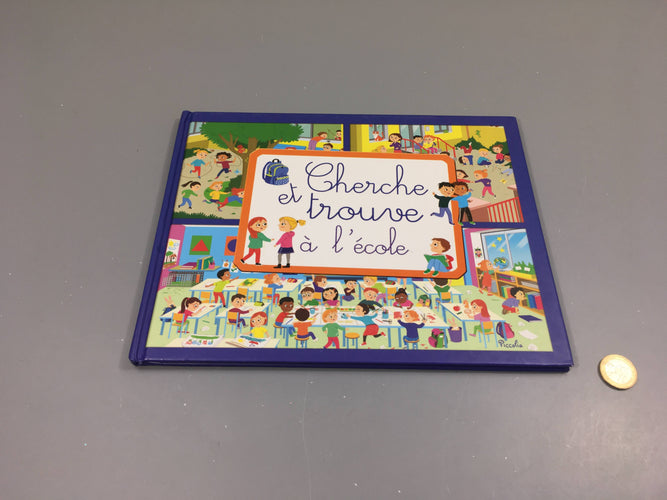 Cherche
et trouve
à l'école
Piccolia